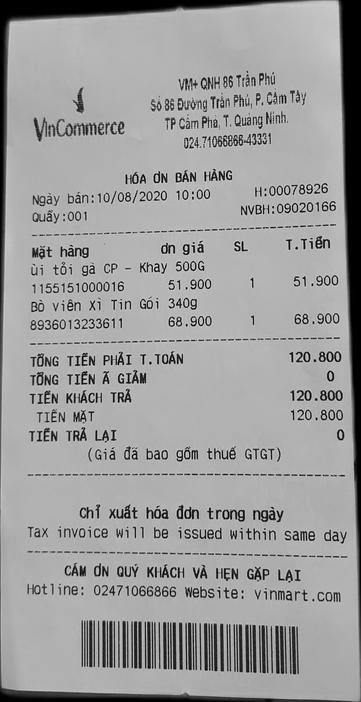 VinCommerce
VM+ QNH 86 Trần Phú
Số 86 Đường Trần Phú, P. Cẩm Tây
TP Cẩm Phả, T. Quảng Ninh.
024.71066866-43331
HÓA ĐN BÁN HÀNG
Ngày bán:10/08/2020 10:00 H:00078926
Quầy:001 NVBH:09020166
Mặt hàng đn giá SL T.Tiền
ùi tỏi gà CP - Khay 500G
1155151000016 51.900 1 51.900
Bò viên Xì Tin Gói 340g
8936013233611 68.900 1 68.900
TỔNG TIỀN PHẢI T.TOÁN 120.800
TỔNG TIỀN Ã GIẢM 0
TIỀN KHÁCH TRẢ 120.800
TIỀN MẶT 120.800
TIỀN TRẢ LẠI 0
(Giá đã bao gồm thuế GTGT)
Chỉ xuất hóa đơn trong ngày
Tax invoice will be issued within same day
CÁM ƠN QUÝ KHÁCH VÀ HẸN GẶP LẠI
Hotline: 02471066866 Website: vinmart.com